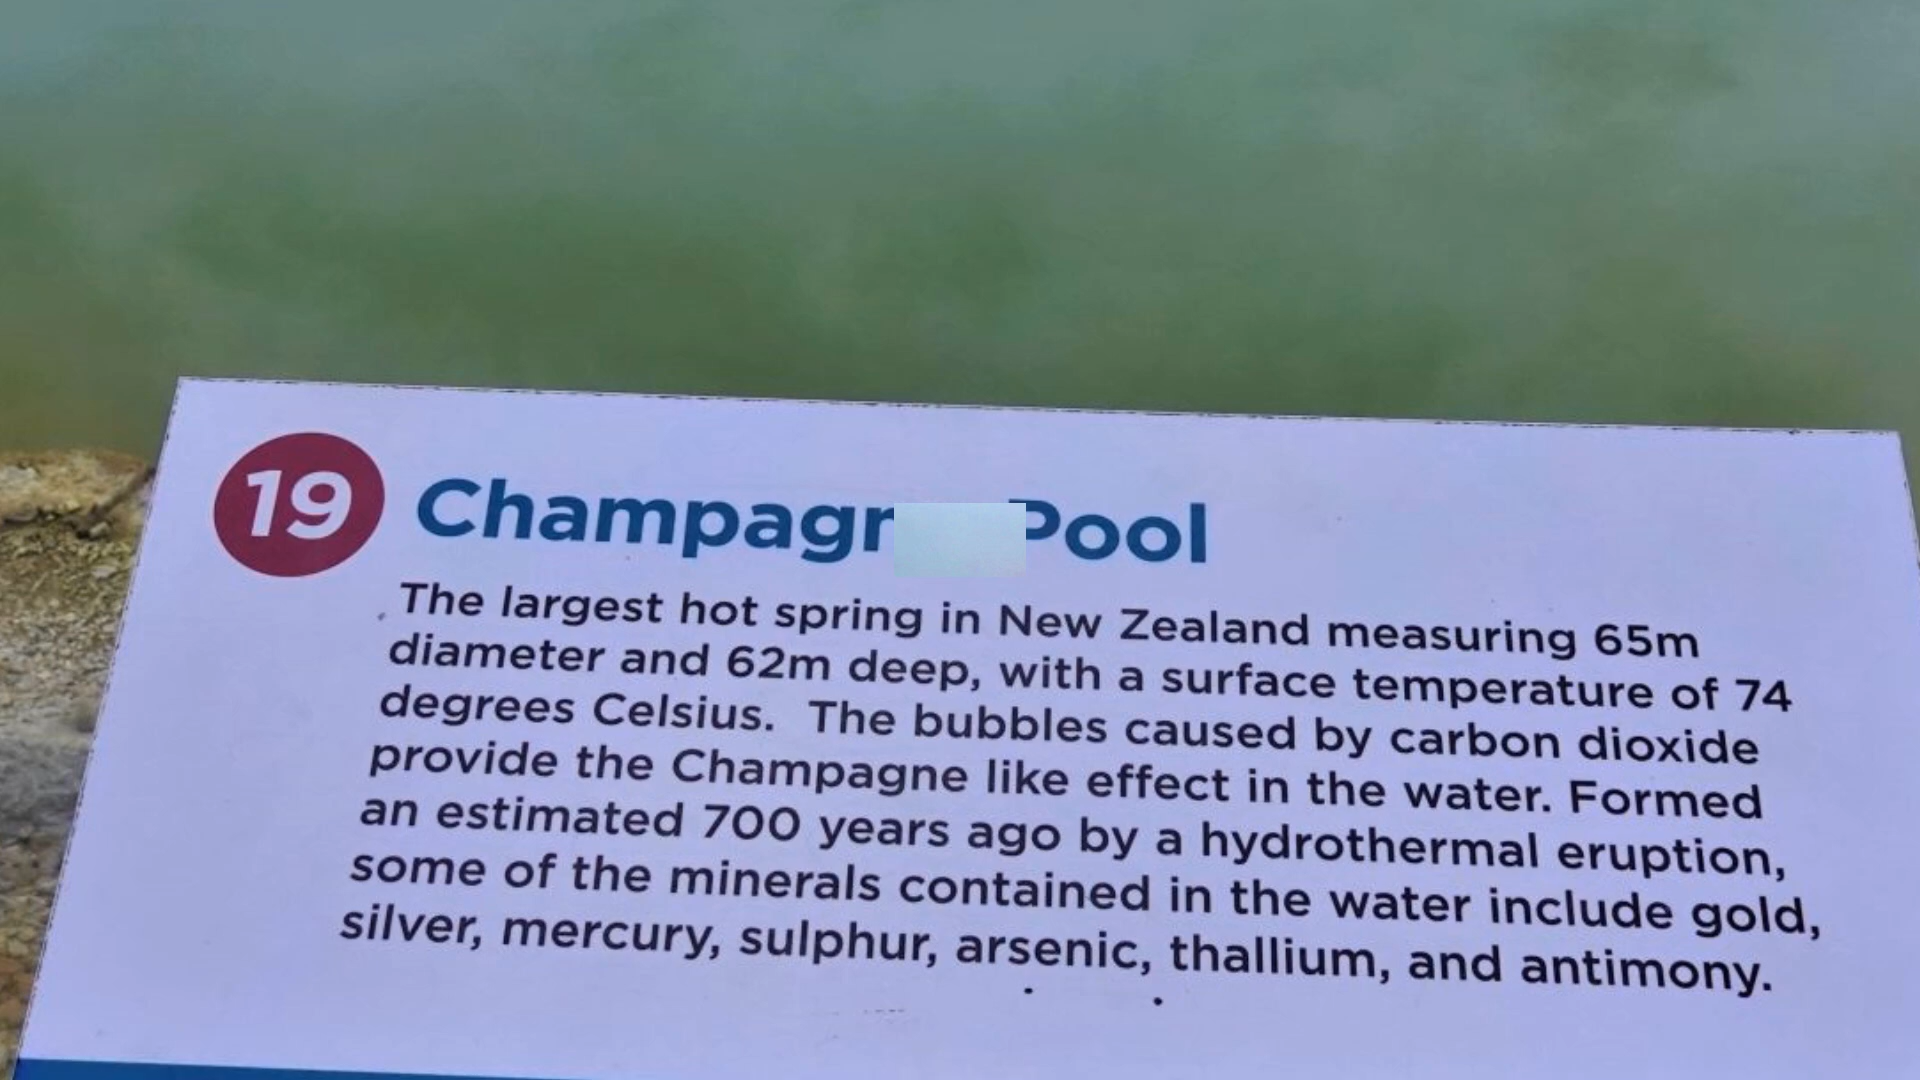 19
Pool
The largest hot spring in New Zealand measuring 65m
diameter and 62m deep, with a surface temperature of 74
degrees Celsius. The bubbles caused by carbon dioxide
provide the Champagne like effect in the water. Formed
an estimated 700 years ago by a hydrothermal eruption,
some of the minerals contained in the water include gold,
silver, mercury, sulphur, arsenic, thallium, and antimony.